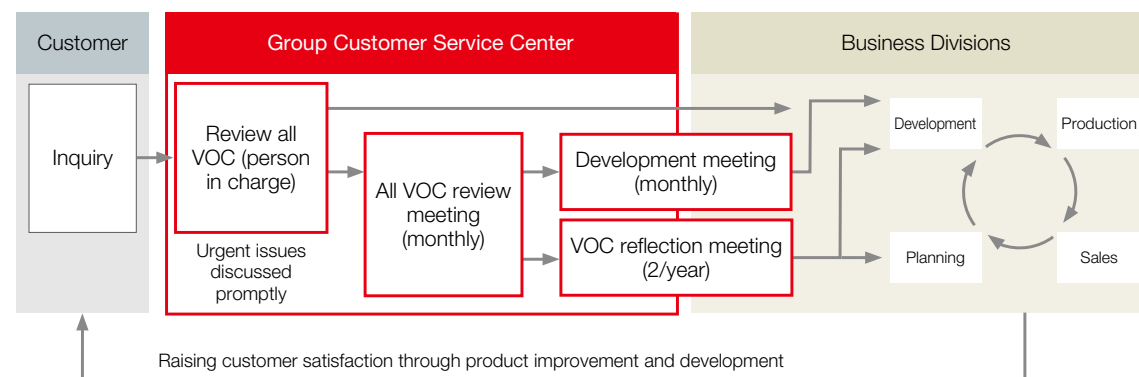 Customer
Group Customer Service Center
Business Divisions
Inquiry
Review all
VOC (person
in charge)
Urgent issues
discussed
promptly
All VOC review
meeting
(monthly)
Development meeting
(monthly)
VOC reflection meeting
(2/year)
Development
Production
Planning
Sales
Raising customer satisfaction through product improvement and development